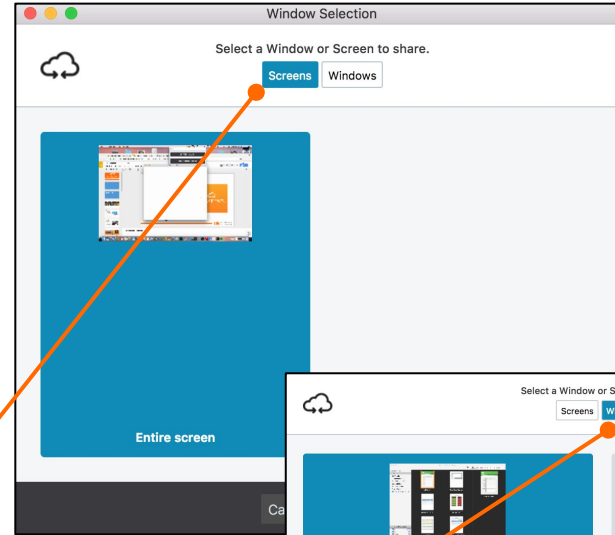 Window Selection
Select a Window or Screen to share.
Screens Windows
Entire screen
Select a Window or
Screens